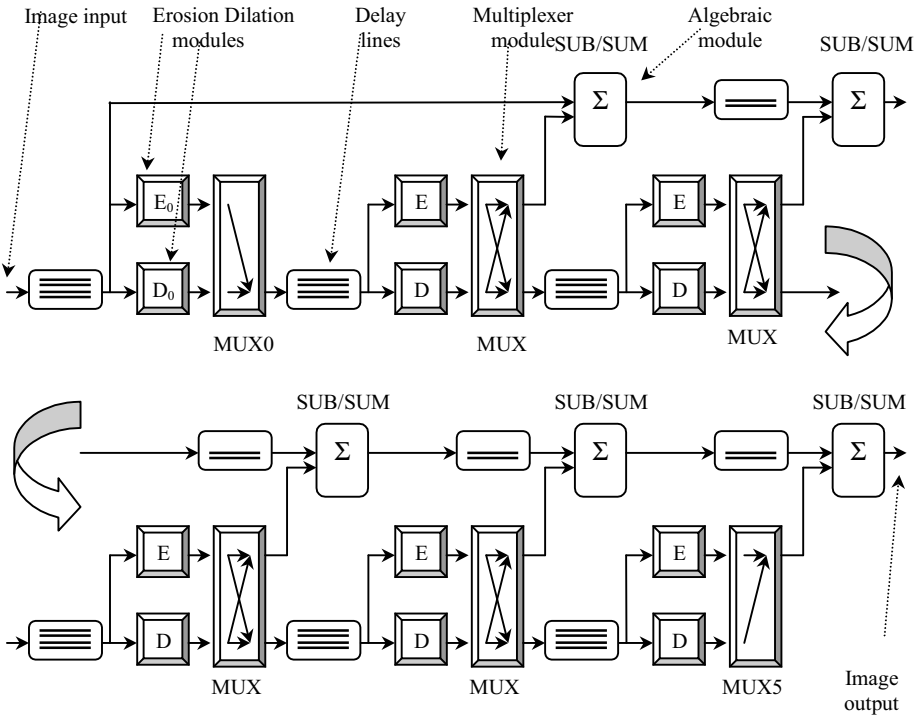 Image input
Erosion Dilation
modules
Delay
lines
Multiplexer
module
Algebraic
module
SUB/SUM
SUB/SUM
Σ
Σ
E₀
E
E
D₀
D
D
MUX0
MUX
MUX
SUB/SUM
SUB/SUM
SUB/SUM
Σ
Σ
Σ
E
E
E
D
D
D
MUX
MUX
MUX5
Image
output